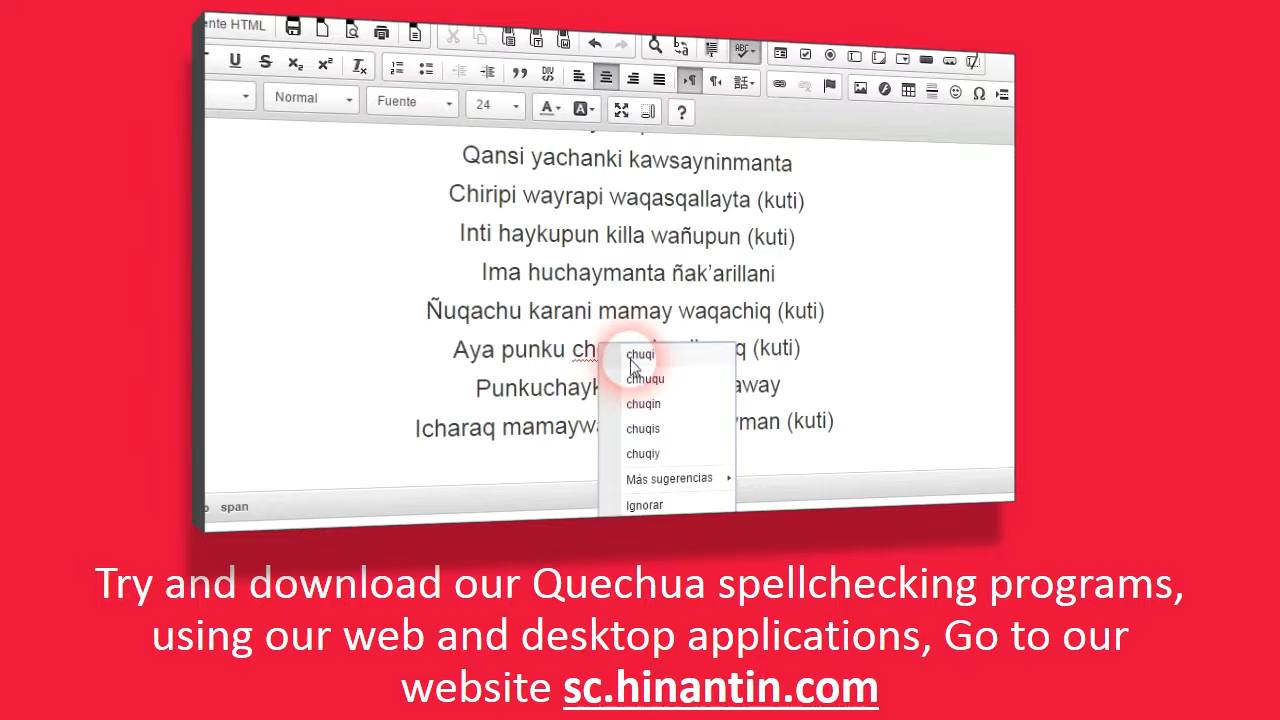 ente HTML
Normal
Fuente
24
Qansi yachanki kawsayninmanta
Chiripi wayrapi waqasqallayta (kuti)
Inti haykupun killa wañupun (kuti)
Ima huchaymanta ñak’arillani
Ñuqachu karani mamay waqachiq (kuti)
Aya punku ch q (kuti)
Punkuchayk away
Icharaq mamayw yman (kuti)
chuqi
chhuqu
chuqin
chuqis
chuqiy
Más sugerencias
Ignorar
span
Try and download our Quechua spellchecking programs,
using our web and desktop applications, Go to our
website sc.hinantin.com